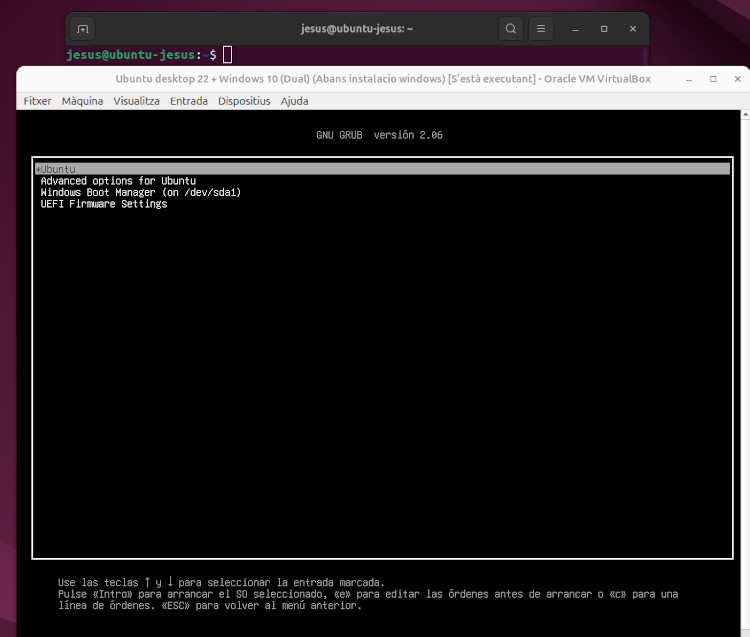 jesus@ubuntu-jesus: ~
jesus@ubuntu-jesus:~$
Ubuntu desktop 22 + Windows 10 (Dual) (Abans instalacio windows) [S'està executant] - Oracle VM VirtualBox
Fitxer Màquina Visualitza Entrada Dispositius Ajuda
GNU GRUB versión 2.06
*Ubuntu
Advanced options for Ubuntu
Windows Boot Manager (on /dev/sda1)
UEFI Firmware Settings
Use las teclas ↑ y ↓ para seleccionar la entrada marcada.
Pulse «Intro» para arrancar el SO seleccionado, «e» para editar las órdenes antes de arrancar o «c» para una
línea de órdenes. «ESC» para volver al menú anterior.